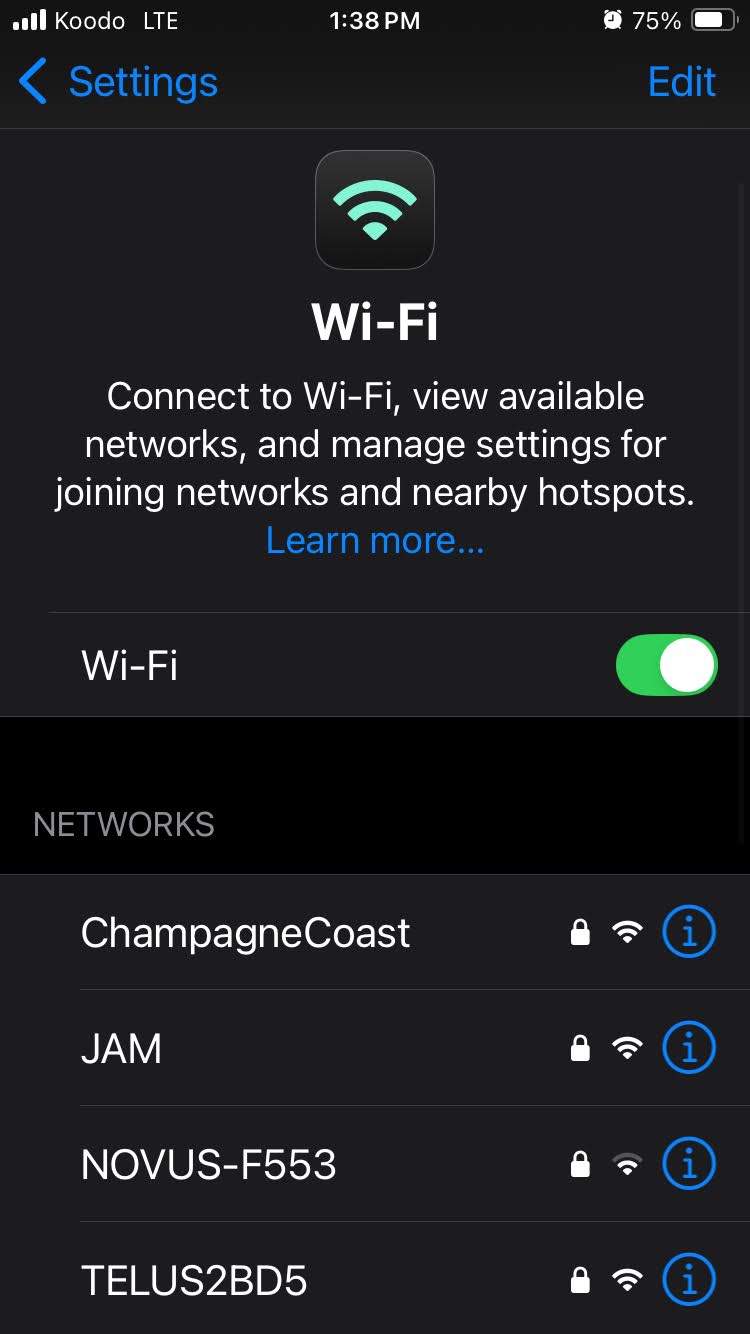 Koodo LTE 1:38 PM 75%
Settings Edit
Wi-Fi
Connect to Wi-Fi, view available
networks, and manage settings for
joining networks and nearby hotspots.
Learn more...
Wi-Fi
NETWORKS
ChampagneCoast
JAM
NOVUS-F553
TELUS2BD5